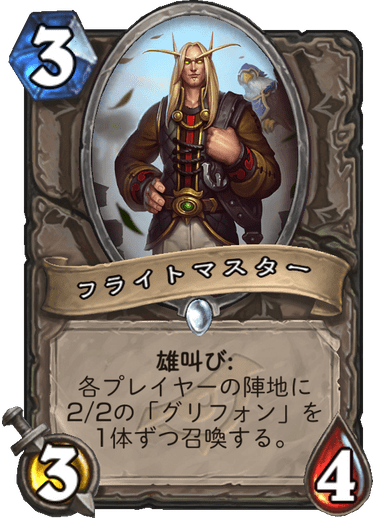 3
フライトマスター
雄叫び:
各プレイヤーの陣地に
2/2の「グリフォン」を
1体ずつ召喚する。
3
4